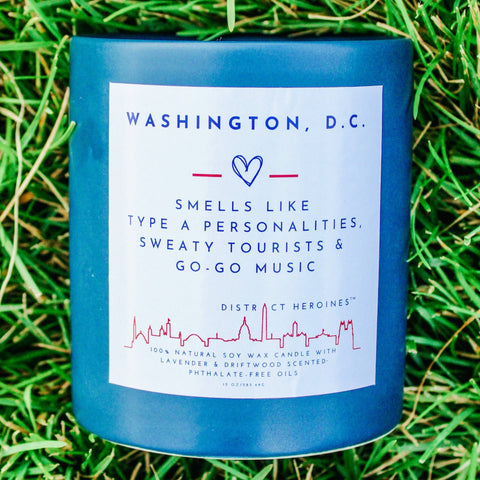 WASHINGTON, D.C.
SMELLS LIKE
TYPE A PERSONALITIES,
SWEATY TOURISTS &
GO-GO MUSIC
DISTRICT HEROINES™
100% NATURAL SOY WAX CANDLE WITH
LAVENDER & DRIFTWOOD SCENTED-
PHTHALATE-FREE OILS